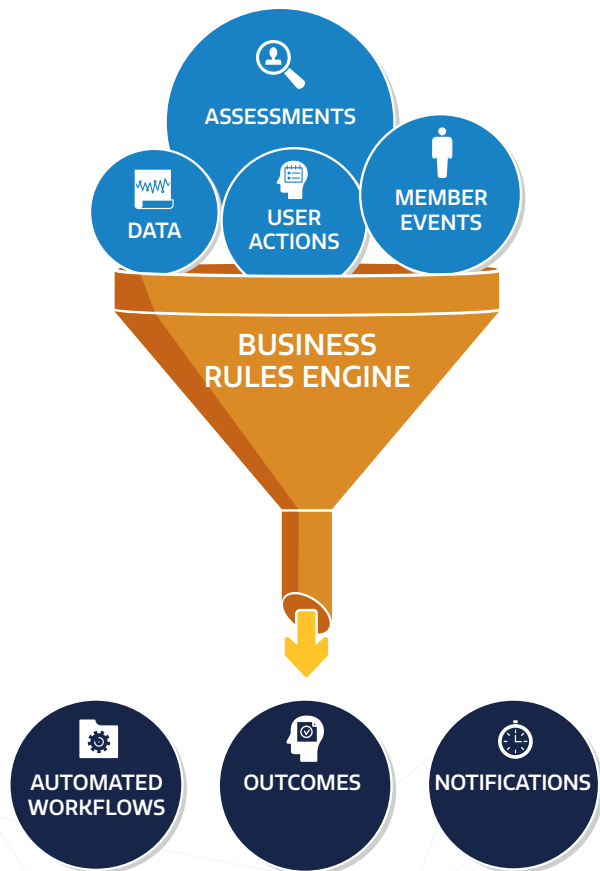 ASSESSMENTS
DATA
USER
ACTIONS
MEMBER
EVENTS
BUSINESS
RULES ENGINE
AUTOMATED
WORKFLOWS
OUTCOMES
NOTIFICATIONS